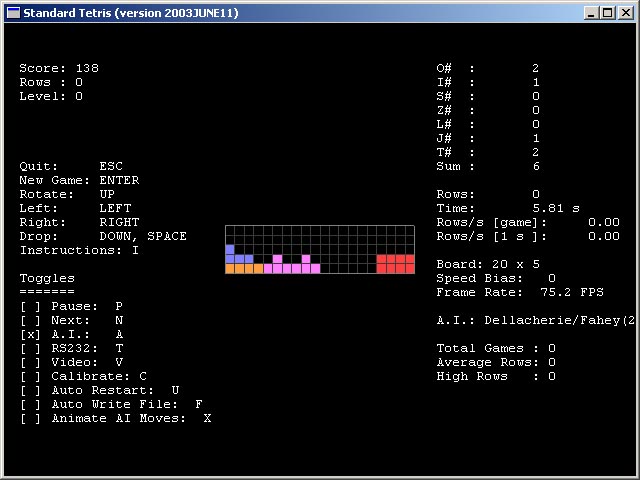 Standard Tetris (version 2003JUNE11)
Score: 138
Rows : 0
Level: 0
Quit: ESC
New Game: ENTER
Rotate: UP
Left: LEFT
Right: RIGHT
Drop: DOWN, SPACE
Instructions: I
Toggles
=======
[ ] Pause: P
[ ] Next: N
[x] A.I.: A
[ ] RS232: T
[ ] Video: V
[ ] Calibrate: C
[ ] Auto Restart: U
[ ] Auto Write File: F
[ ] Animate AI Moves: X
O# : 2
I# : 1
S# : 0
Z# : 0
L# : 0
J# : 1
T# : 2
Sum : 6
Rows: 0
Time: 5.81 s
Rows/s [game]: 0.00
Rows/s [1 s ]: 0.00
Board: 20 x 5
Speed Bias: 0
Frame Rate: 75.2 FPS
A.I.: Dellacherie/Fahey(2
Total Games : 0
Average Rows: 0
High Rows : 0